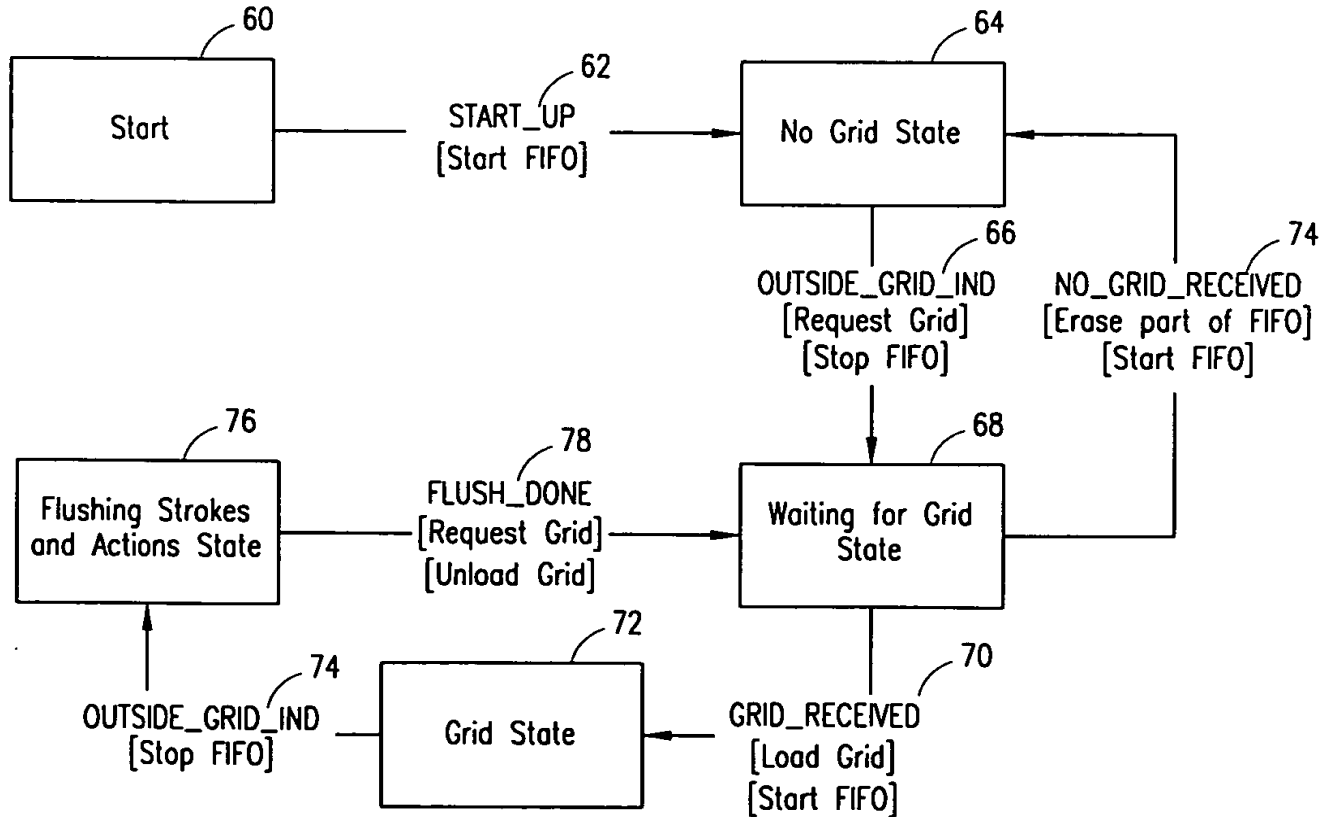 60
Start
62
START_UP
[Start FIFO]
64
No Grid State
66
OUTSIDE_GRID_IND
[Request Grid]
[Stop FIFO]
74
NO_GRID_RECEIVED
[Erase part of FIFO]
[Start FIFO]
76
Flushing Strokes
and Actions State
78
FLUSH_DONE
[Request Grid]
[Unload Grid]
68
Waiting for Grid
State
74
OUTSIDE_GRID_IND
[Stop FIFO]
72
Grid State
70
GRID_RECEIVED
[Load Grid]
[Start FIFO]